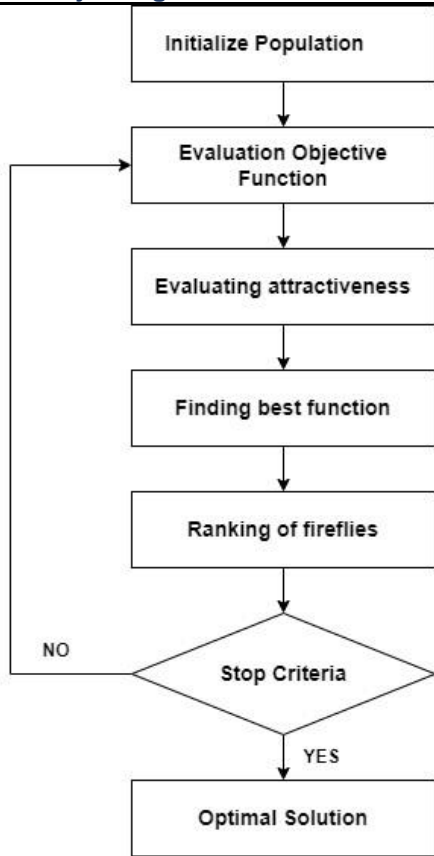 Initialize Population
Evaluation Objective
Function
Evaluating attractiveness
Finding best function
Ranking of fireflies
NO
Stop Criteria
YES
Optimal Solution